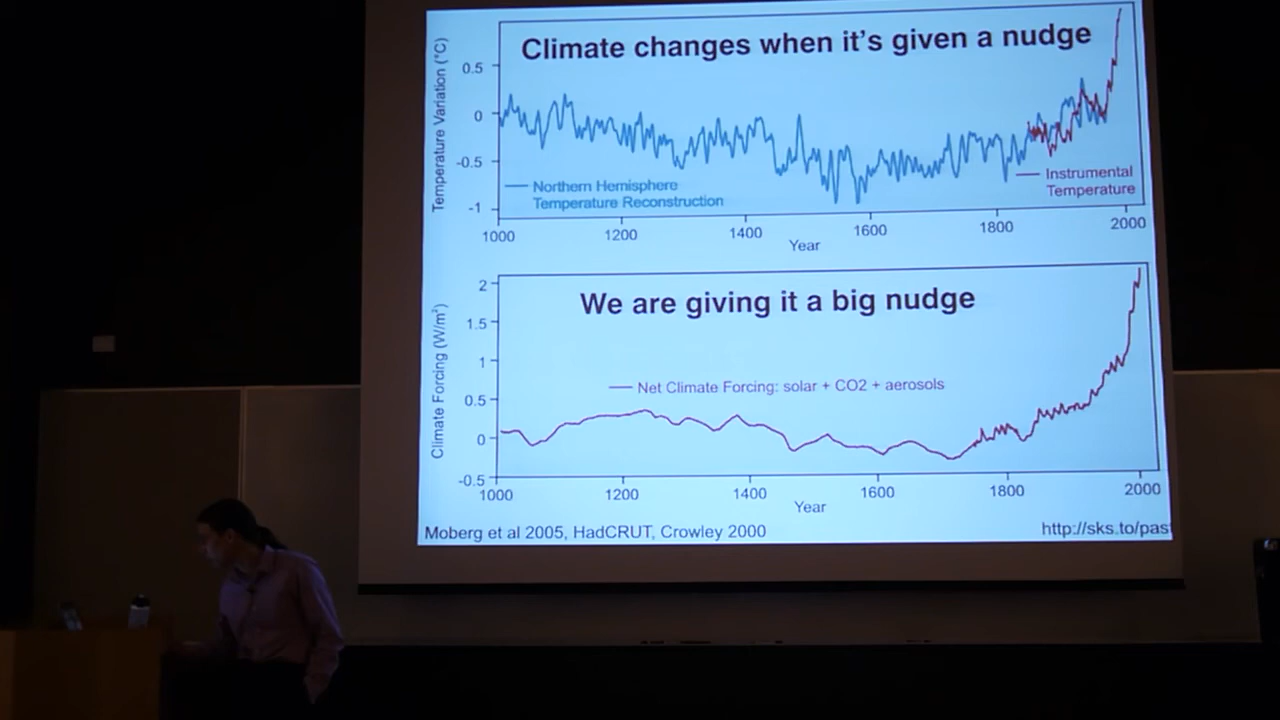 Climate changes when it's given a nudge
Temperature Variation (°C)
0.5
0
-0.5
-1
Northern Hemisphere
Temperature Reconstruction
Instrumental
Temperature
1000 1200 1400 1600 1800 2000
Year
We are giving it a big nudge
Climate Forcing (W/m²)
2
1.5
1
0.5
0
-0.5
Net Climate Forcing: solar + CO2 + aerosols
1000 1200 1400 1600 1800 2000
Year
Moberg et al 2005, HadCRUT, Crowley 2000
http://sks.to/past